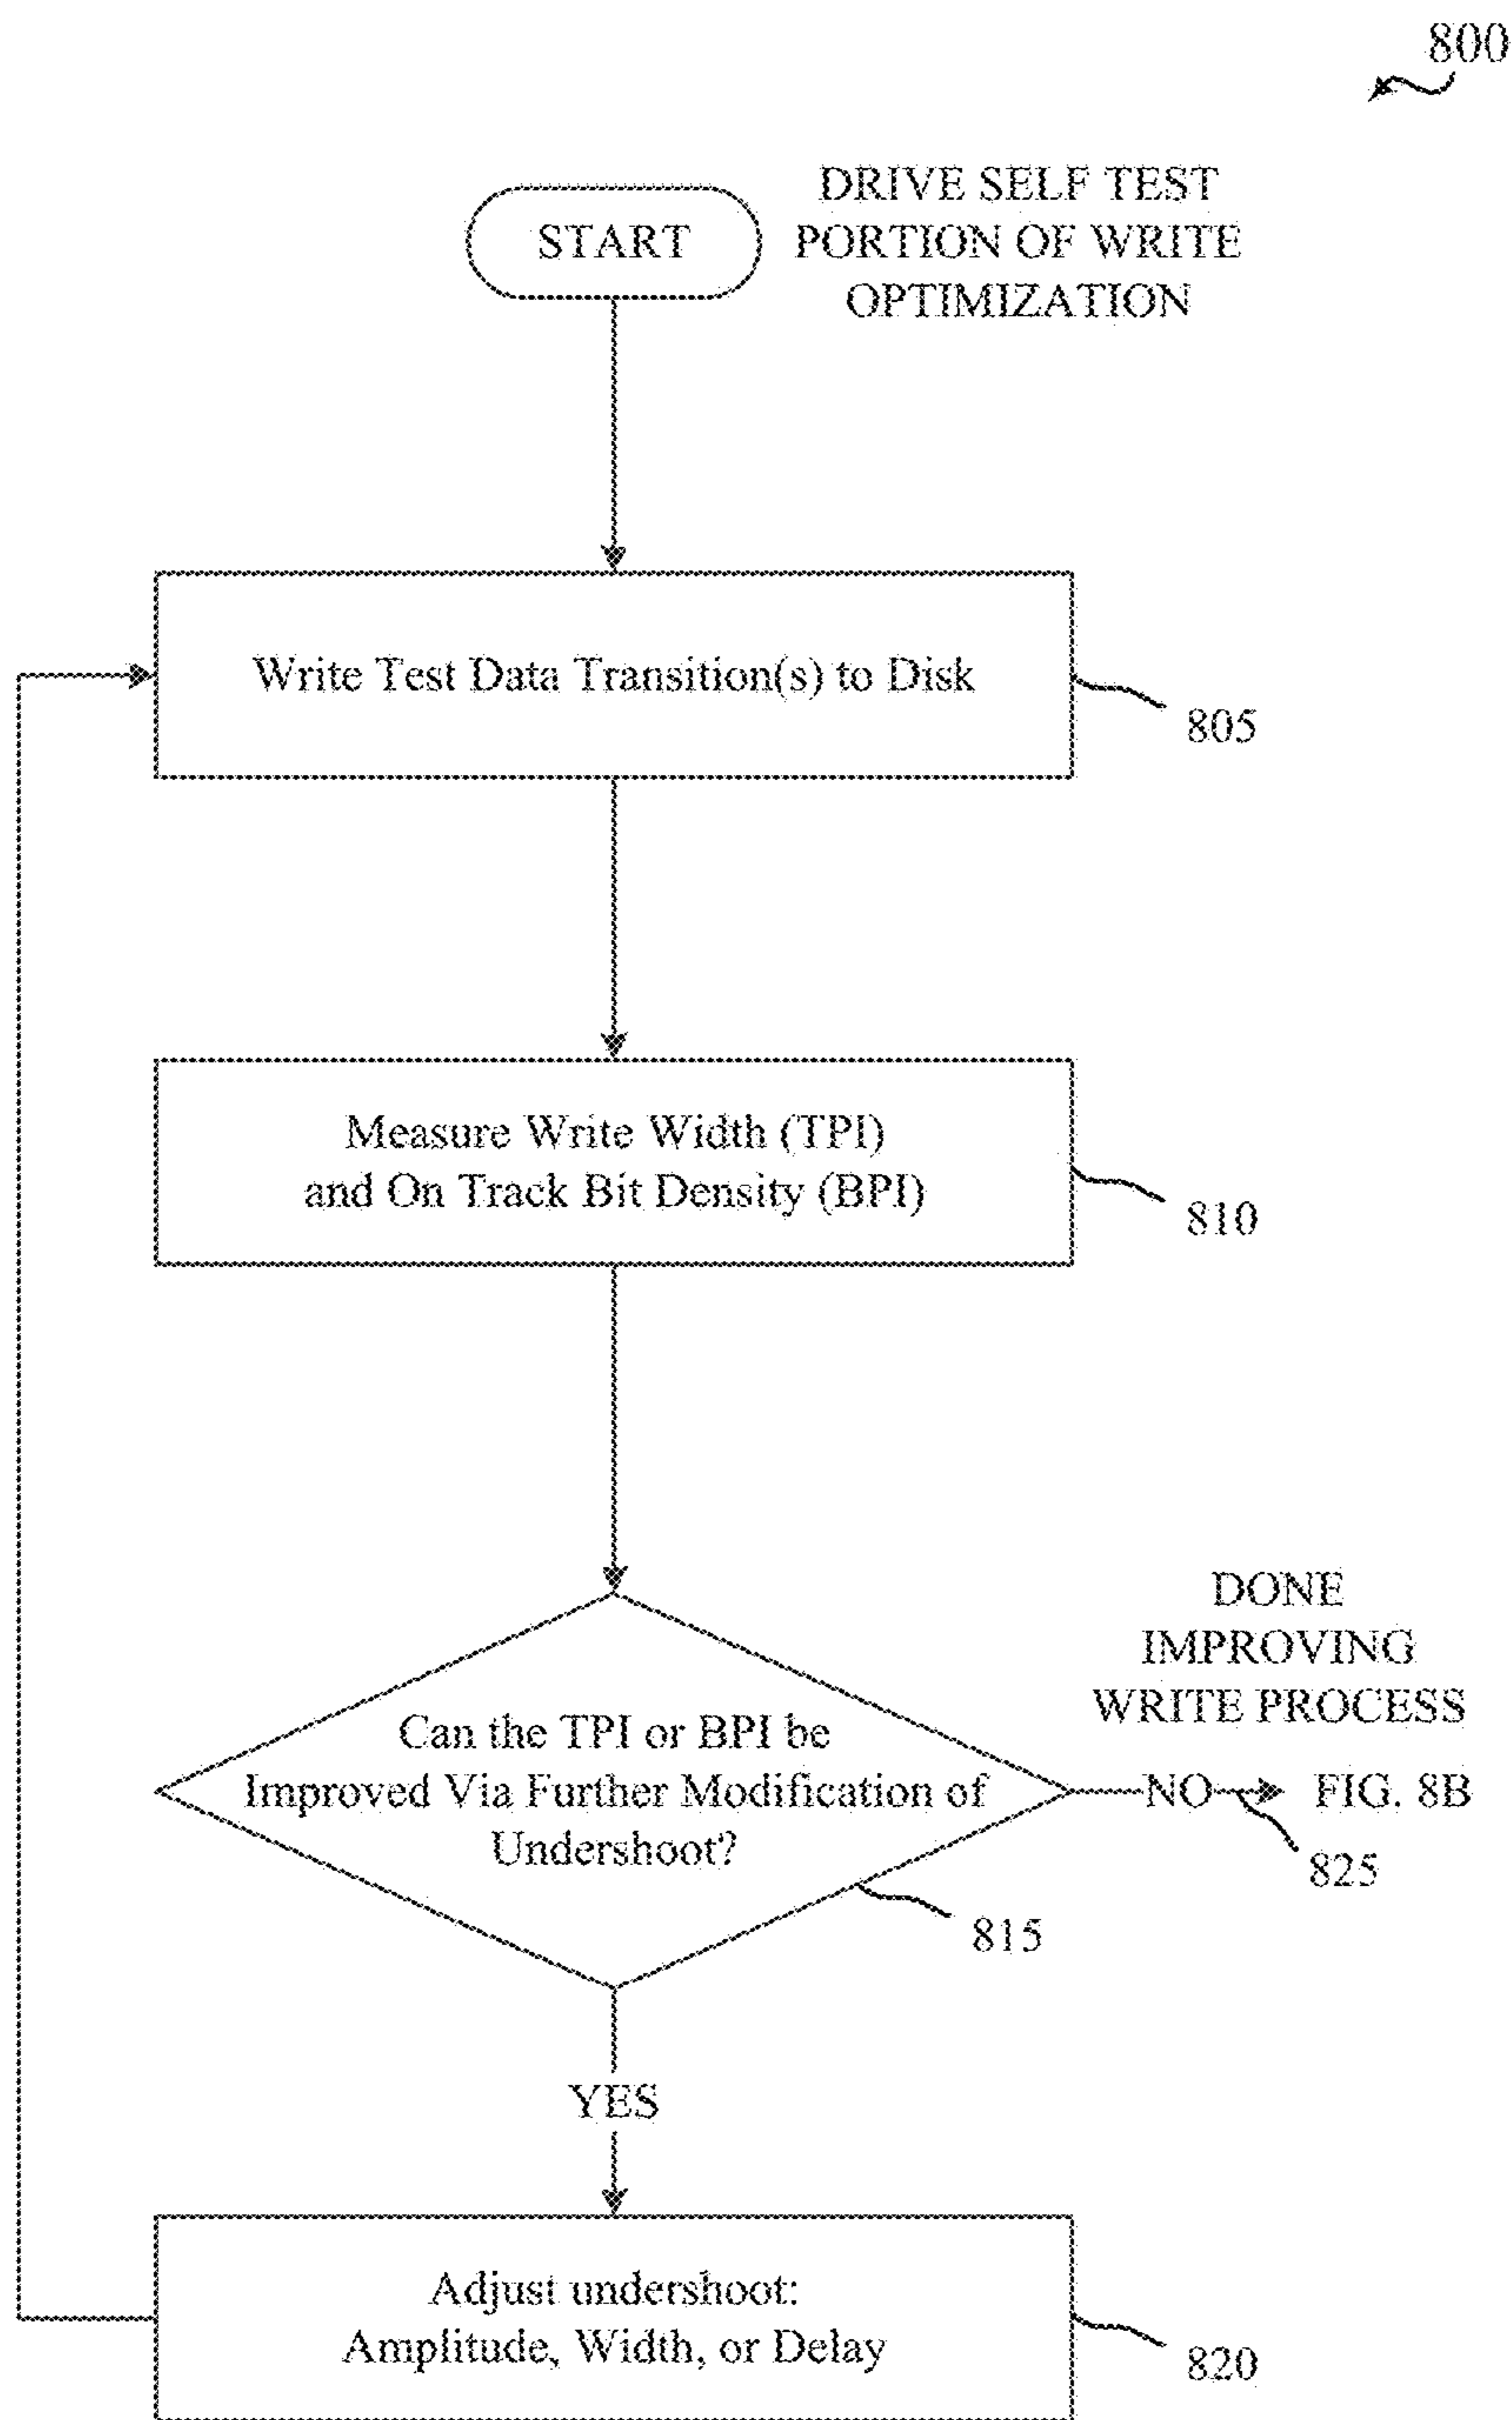 800
DRIVE SELF TEST
START
PORTION OF WRITE
OPTIMIZATION
Write Test Data Transition(s) to Disk
805
Measure Write Width (TPI)
and On Track Bit Density (BPI)
810
DONE
IMPROVING
WRITE PROCESS
Can the TPI or BPI be
Improved Via Further Modification of
Undershoot?
NO
FIG. 8B
825
815
YES
Adjust undershoot:
Amplitude, Width, or Delay
820